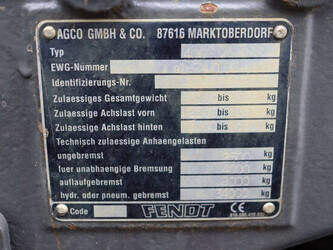 AGCO GMBH & CO. 87616 MARKTOBERDORF
Typ
EWG-Nummer
Identifizierungs-Nr.
Zulaessiges Gesamtgewicht bis kg
Zulaessige Achslast vorn bis kg
Zulaessige Achslast hinten bis kg
Technisch zulaessige Anhaengelasten
ungebremst kg
fuer unabhaengige Bremsung kg
auflaufgebremst kg
hydr. oder pneum. gebremst kg
Code FENDT CE